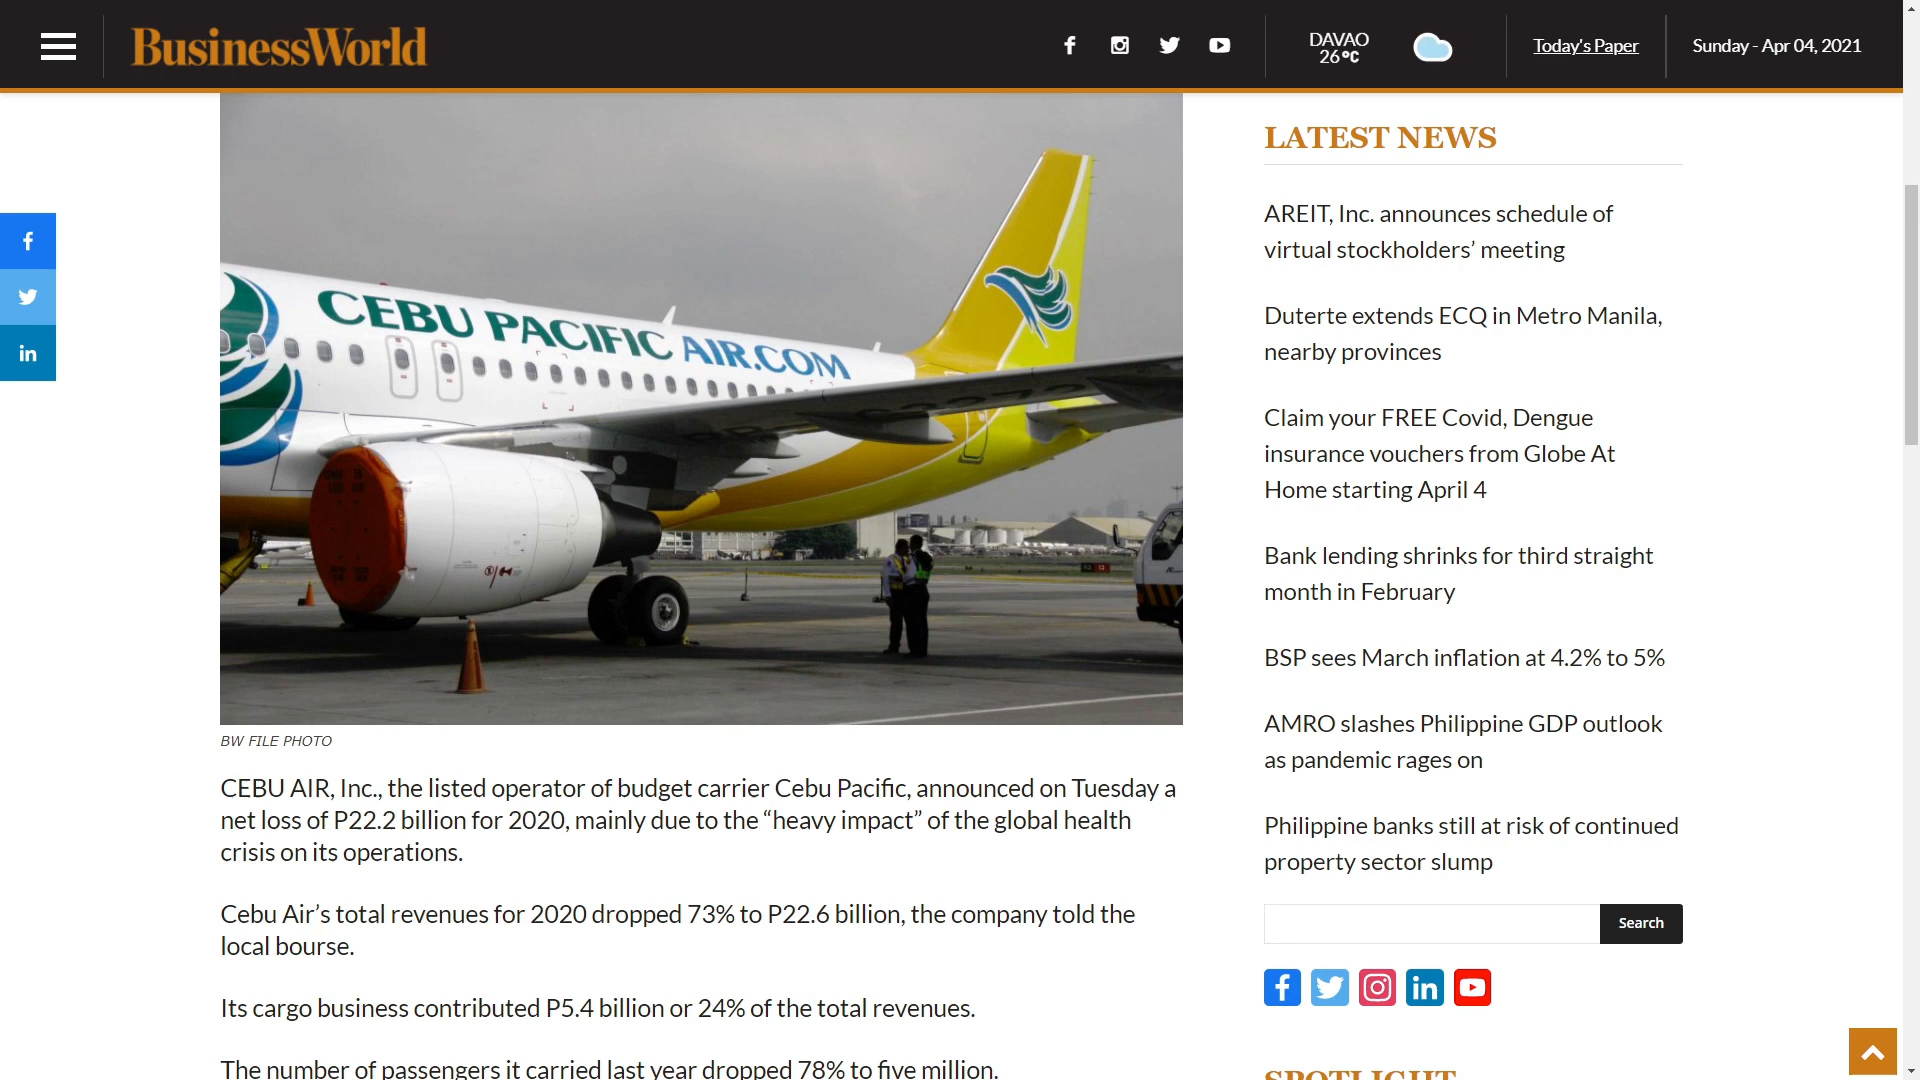 BusinessWorld
DAVAO
26°C
Today's Paper
Sunday - Apr 04, 2021
CEBU PACIFIC AIR.COM
BW FILE PHOTO
CEBU AIR, Inc., the listed operator of budget carrier Cebu Pacific, announced on Tuesday a
net loss of P22.2 billion for 2020, mainly due to the “heavy impact” of the global health
crisis on its operations.
Cebu Air’s total revenues for 2020 dropped 73% to P22.6 billion, the company told the
local bourse.
Its cargo business contributed P5.4 billion or 24% of the total revenues.
The number of passengers it carried last year dropped 78% to five million.
LATEST NEWS
AREIT, Inc. announces schedule of
virtual stockholders’ meeting
Duterte extends ECQ in Metro Manila,
nearby provinces
Claim your FREE Covid, Dengue
insurance vouchers from Globe At
Home starting April 4
Bank lending shrinks for third straight
month in February
BSP sees March inflation at 4.2% to 5%
AMRO slashes Philippine GDP outlook
as pandemic rages on
Philippine banks still at risk of continued
property sector slump
Search
SPOTLIGHT